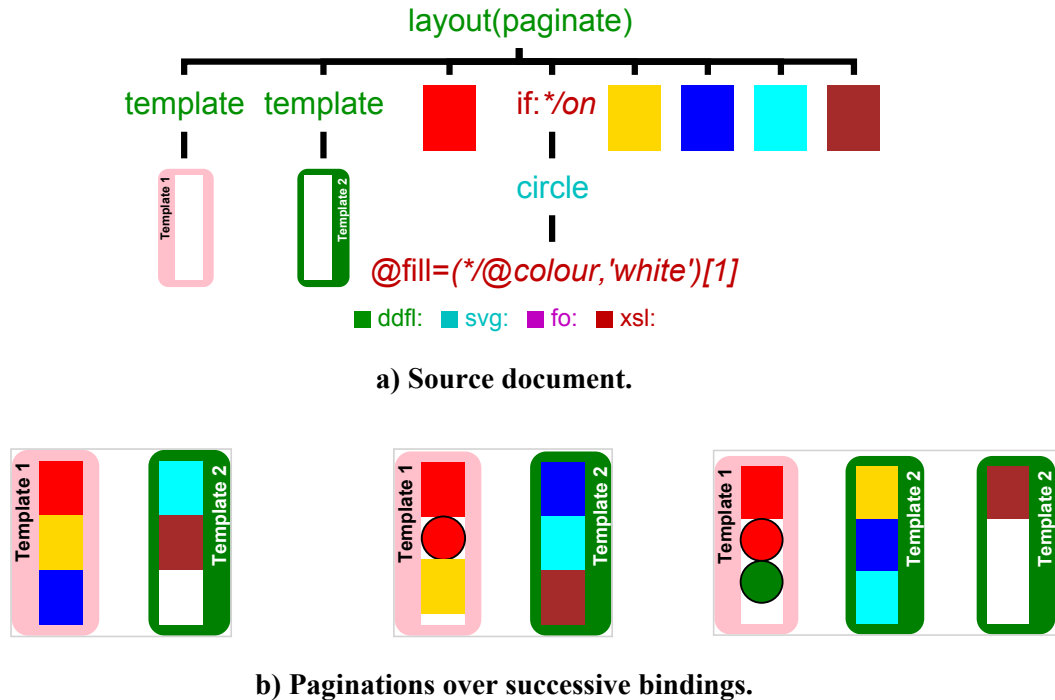 layout(paginate)
template template if:*/on
Template 1 Template 2
circle
@fill=(*/@colour,'white')[1]
ddfl: svg: fo: xsl:
a) Source document.
Template 1 Template 2 Template 1 Template 2 Template 1 Template 2 Template 2
b) Paginations over successive bindings.